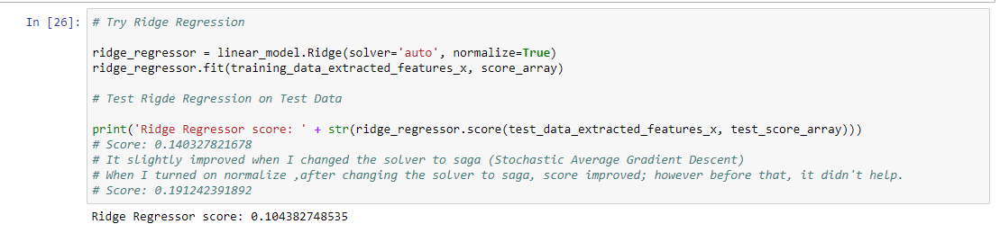 In [26]: # Try Ridge Regression
ridge_regressor = linear_model.Ridge(solver='auto', normalize=True)
ridge_regressor.fit(training_data_extracted_features_x, score_array)
# Test Rigde Regression on Test Data
print('Ridge Regressor score: ' + str(ridge_regressor.score(test_data_extracted_features_x, test_score_array)))
# Score: 0.140327821678
# It slightly improved when I changed the solver to saga (Stochastic Average Gradient Descent)
# When I turned on normalize ,after changing the solver to saga, score improved; however before that, it didn't help.
# Score: 0.191242391892
Ridge Regressor score: 0.104382748535